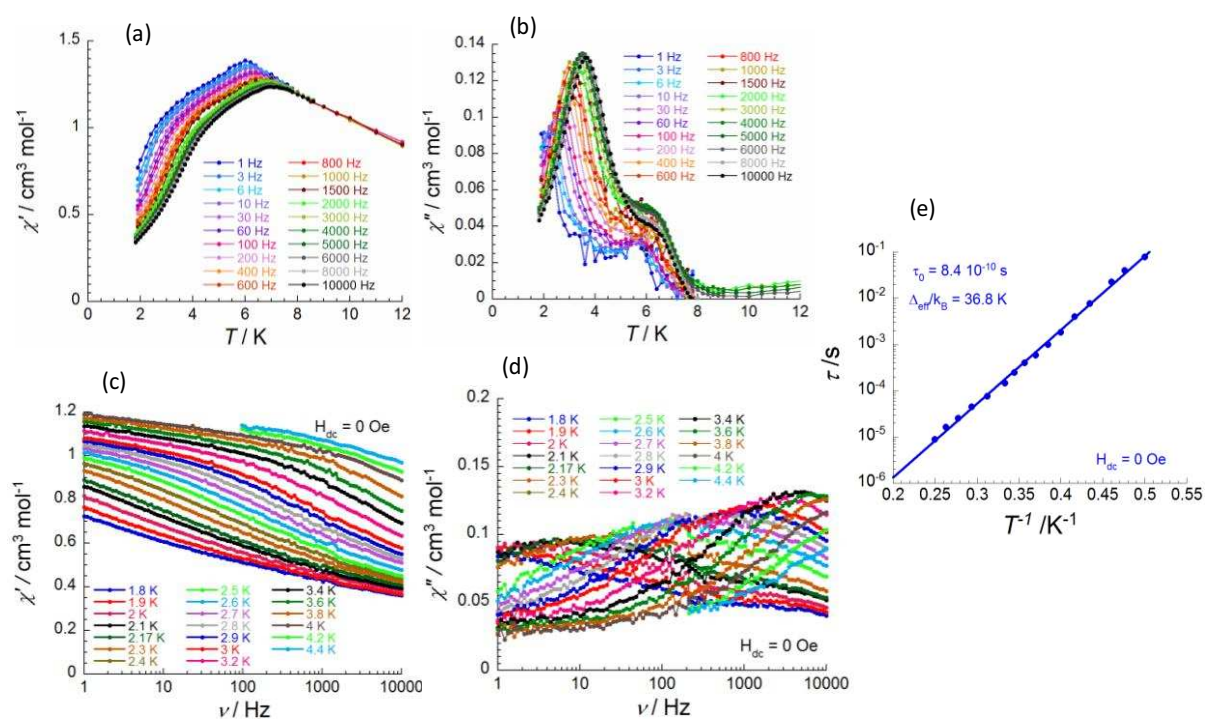 (a)
χ′ / cm³ mol⁻¹
1.5
1
0.5
0
1 Hz 800 Hz
3 Hz 1000 Hz
6 Hz 1500 Hz
10 Hz 2000 Hz
30 Hz 3000 Hz
60 Hz 4000 Hz
100 Hz 5000 Hz
200 Hz 6000 Hz
400 Hz 8000 Hz
600 Hz 10000 Hz
0 2 4 6 8 10 12
T / K
(b)
χ″ / cm³ mol⁻¹
0.14
0.12
0.1
0.08
0.06
0.04
0.02
0
1 Hz 800 Hz
3 Hz 1000 Hz
6 Hz 1500 Hz
10 Hz 2000 Hz
30 Hz 3000 Hz
60 Hz 4000 Hz
100 Hz 5000 Hz
200 Hz 6000 Hz
400 Hz 8000 Hz
600 Hz 10000 Hz
0 2 4 6 8 10 12
T / K
(c)
χ′ / cm³ mol⁻¹
1.2
1
0.8
0.6
0.4
0.2
0
H_dc = 0 Oe
1.8 K 2.5 K 3.4 K
1.9 K 2.6 K 3.6 K
2 K 2.7 K 3.8 K
2.1 K 2.8 K 4 K
2.17 K 2.9 K 4.2 K
2.3 K 3 K 4.4 K
2.4 K 3.2 K
1 10 100 1000 10000
ν / Hz
(d)
χ″ / cm³ mol⁻¹
0.2
0.15
0.1
0.05
0
1.8 K 2.5 K 3.4 K
1.9 K 2.6 K 3.6 K
2 K 2.7 K 3.8 K
2.1 K 2.8 K 4 K
2.17 K 2.9 K 4.2 K
2.3 K 3 K 4.4 K
2.4 K 3.2 K
H_dc = 0 Oe
1 10 100 1000 10000
ν / Hz
(e)
τ /s
10⁻¹
10⁻²
10⁻³
10⁻⁴
10⁻⁵
10⁻⁶
τ₀ = 8.4 10⁻¹⁰ s
Δ_eff/k_B = 36.8 K
H_dc = 0 Oe
0.2 0.25 0.3 0.35 0.4 0.45 0.5 0.55
T⁻¹ /K⁻¹